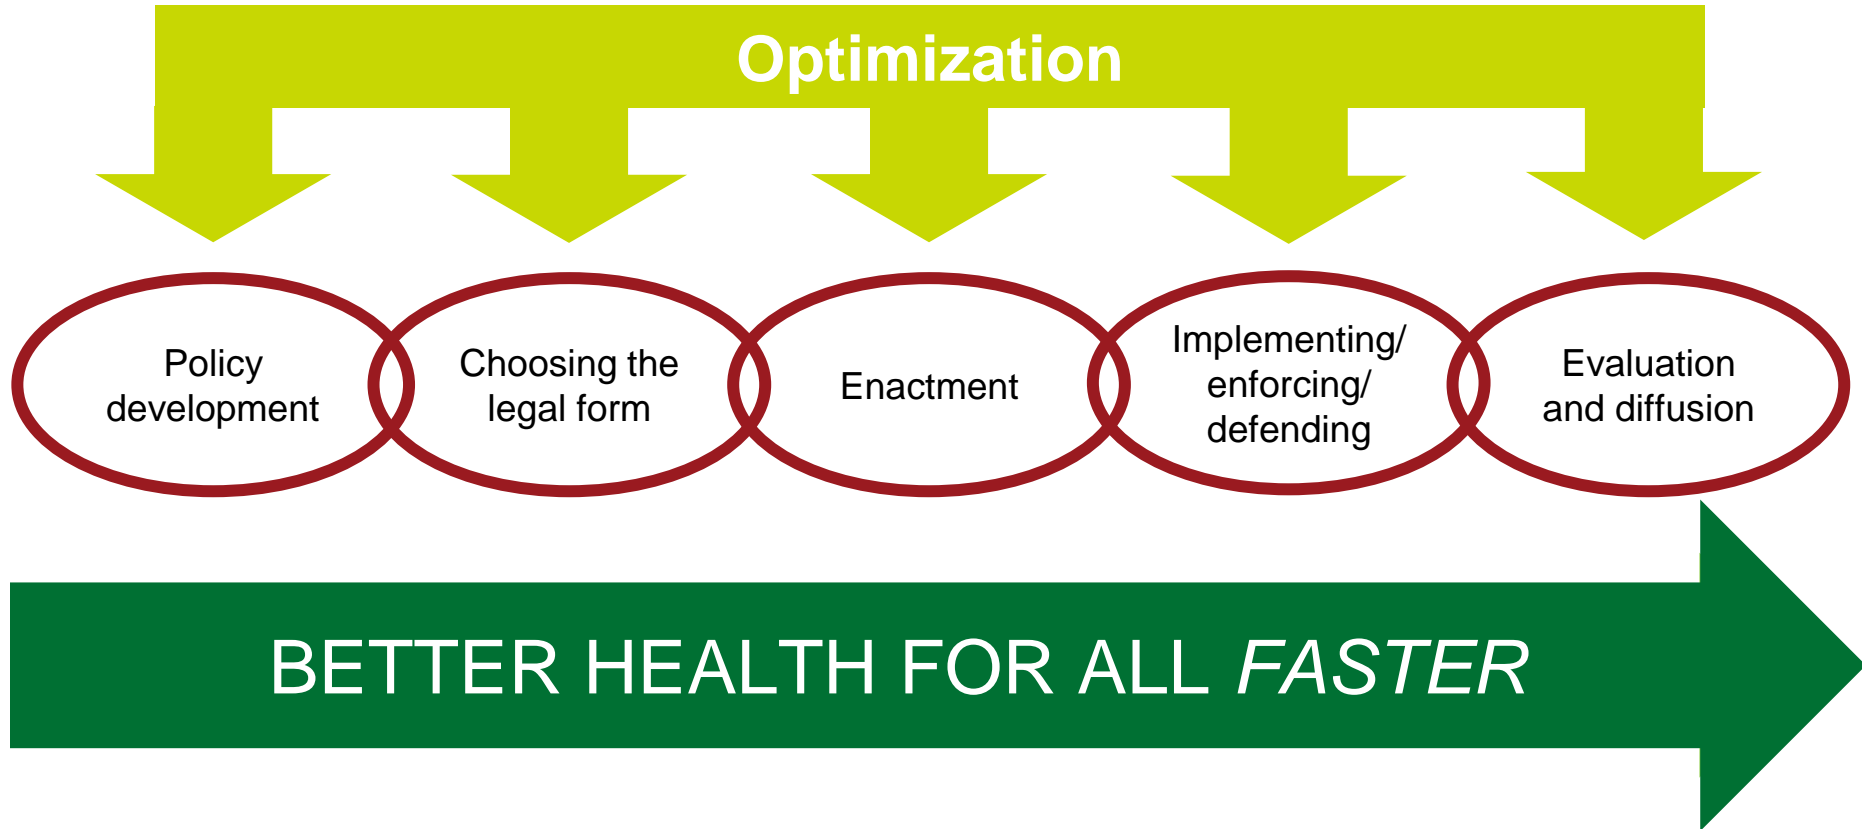 Optimization
Policy
development
Choosing the
legal form
Enactment
Implementing/
enforcing/
defending
Evaluation
and diffusion
BETTER HEALTH FOR ALL FASTER